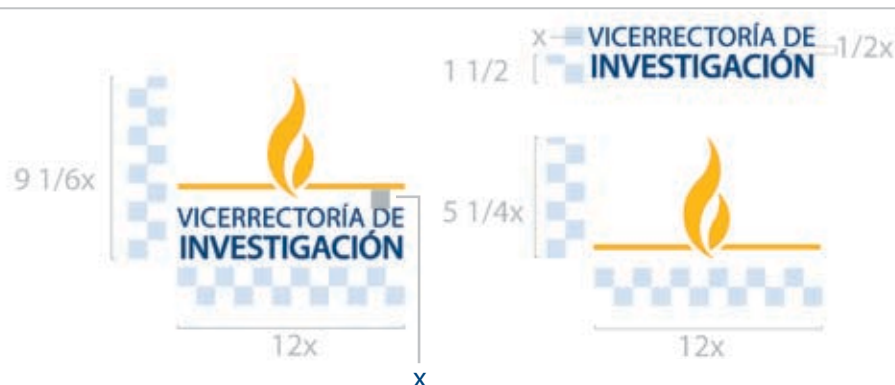 9 1/6x
VICERRECTORÍA DE
INVESTIGACIÓN
12x
x
x
VICERRECTORÍA DE
INVESTIGACIÓN
1/2x
1 1/2
5 1/4x
12x